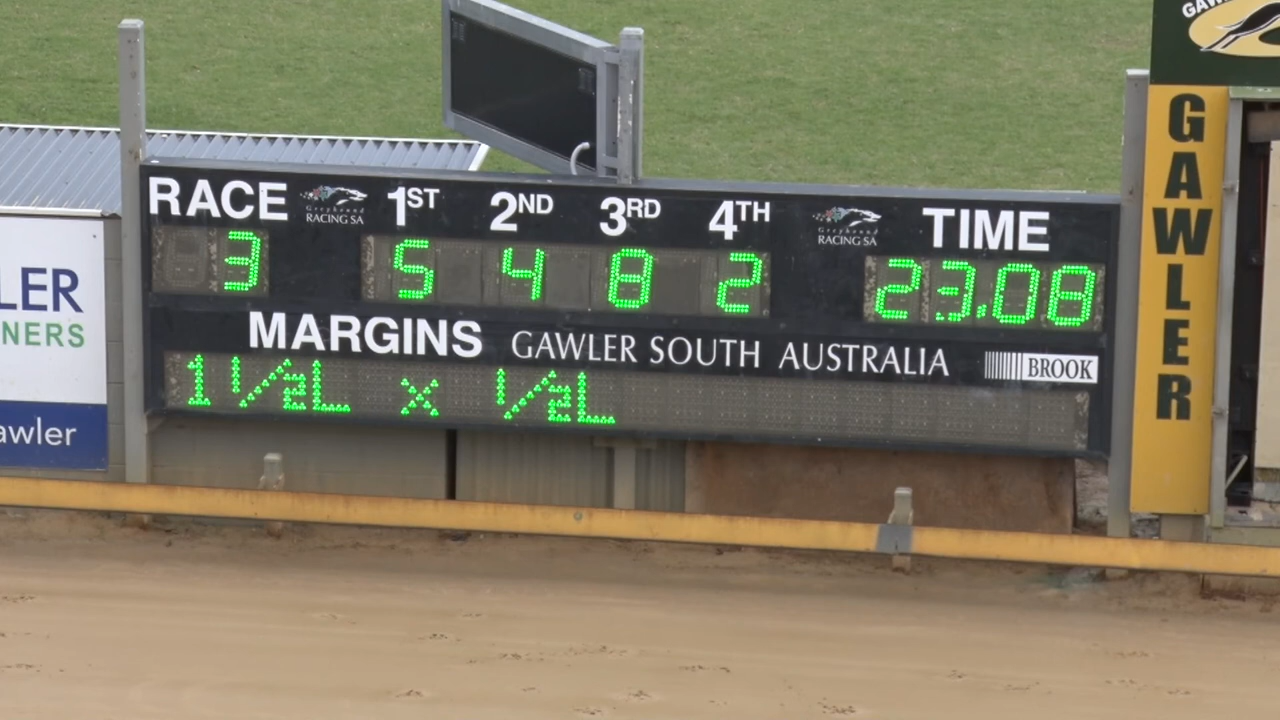 GAW
GAWLER
RACE Greyhound RACING SA 1ST 2ND 3RD 4TH Greyhound RACING SA TIME
3 5 4 8 2 23.08
MARGINS GAWLER SOUTH AUSTRALIA BROOK
1 1/2L x 1/2L
LER
NERS
awler